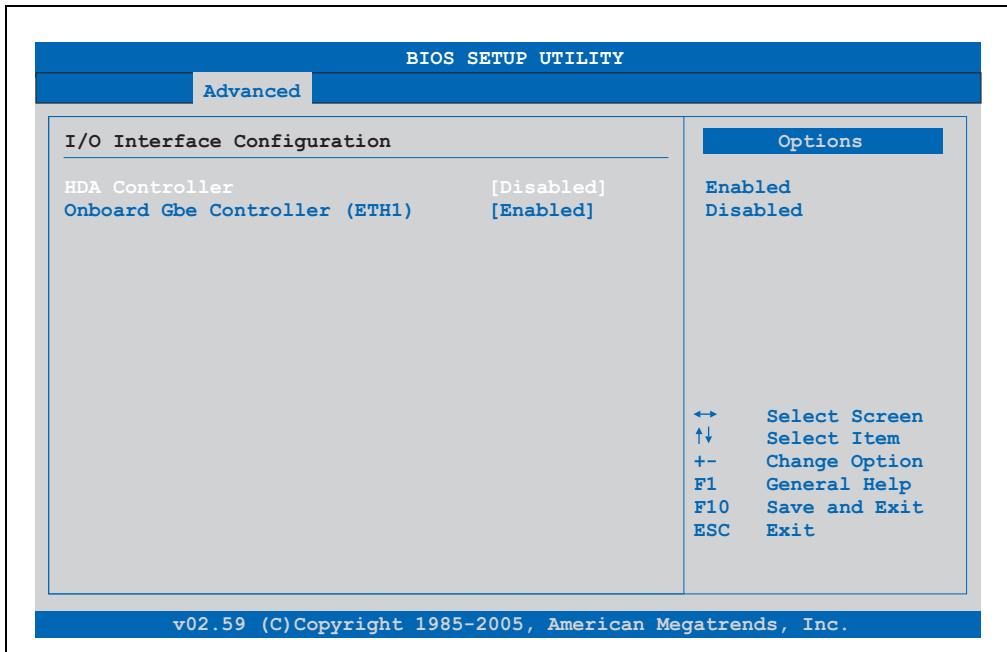 BIOS SETUP UTILITY
Advanced
I/O Interface Configuration
HDA Controller [Disabled]
Onboard Gbe Controller (ETH1) [Enabled]
Options
Enabled
Disabled
←→ Select Screen
↑↓ Select Item
+- Change Option
F1 General Help
F10 Save and Exit
ESC Exit
v02.59 (C)Copyright 1985-2005, American Megatrends, Inc.